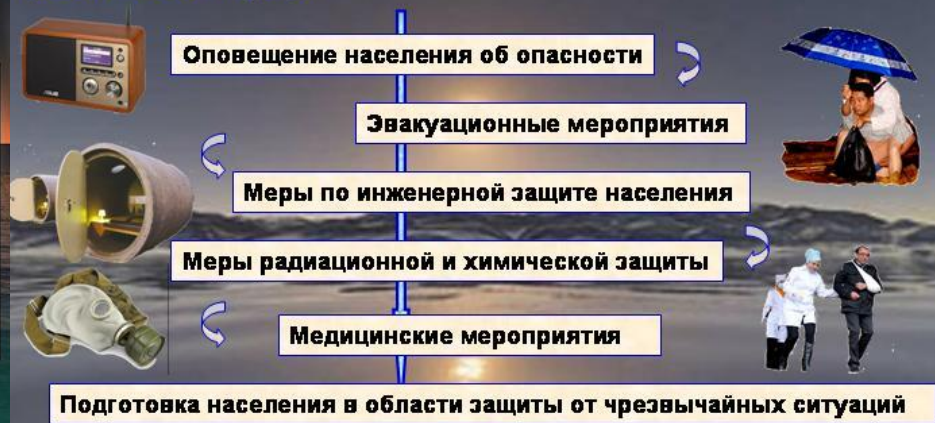 Оповещение населения об опасности
Эвакуационные мероприятия
Меры по инженерной защите населения
Меры радиационной и химической защиты
Медицинские мероприятия
Подготовка населения в области защиты от чрезвычайных ситуаций